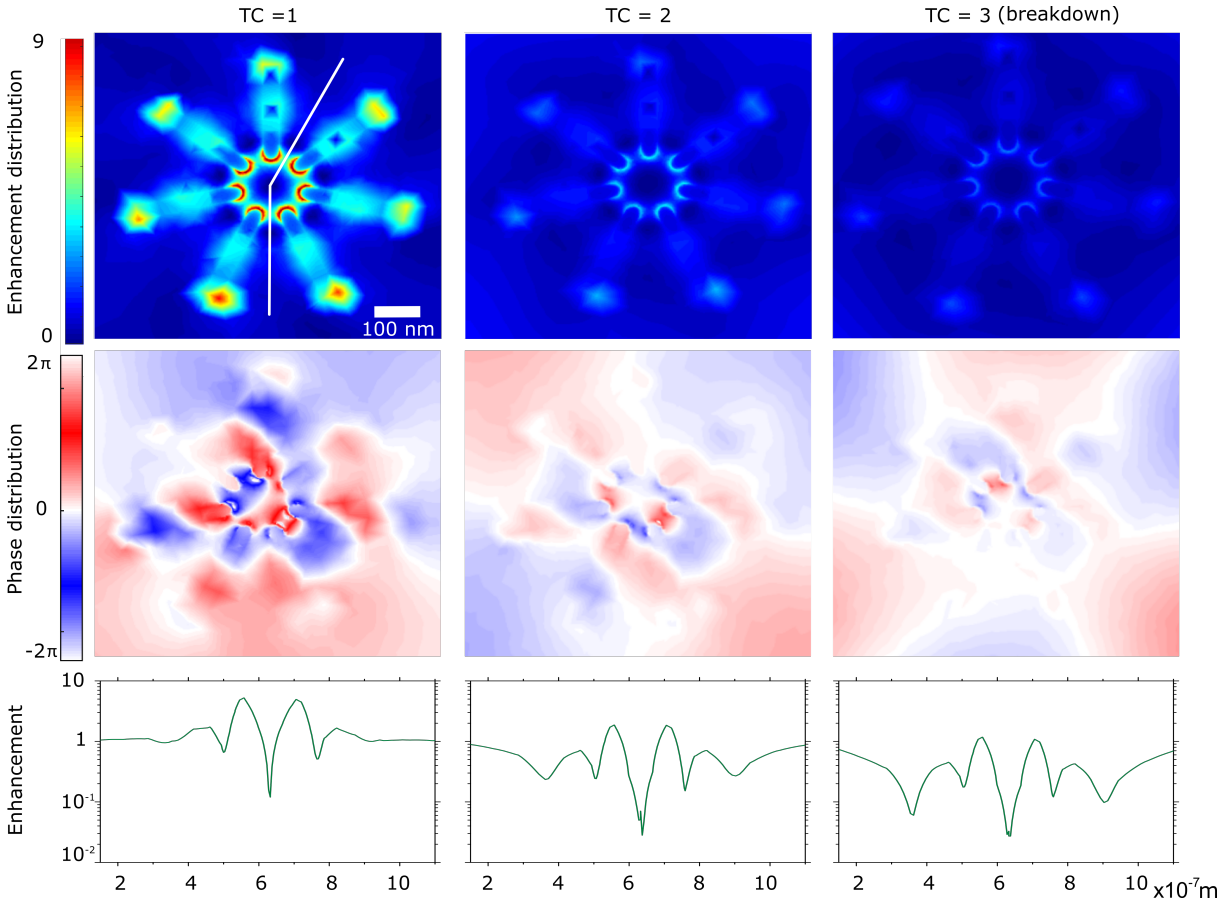 TC =1 TC = 2 TC = 3 (breakdown)
9
Enhancement distribution
0
100 nm
2π
Phase distribution
0
-2π
Enhancement
10
1
10-1
10-2
2 4 6 8 10 2 4 6 8 10 2 4 6 8 10 x10-7m